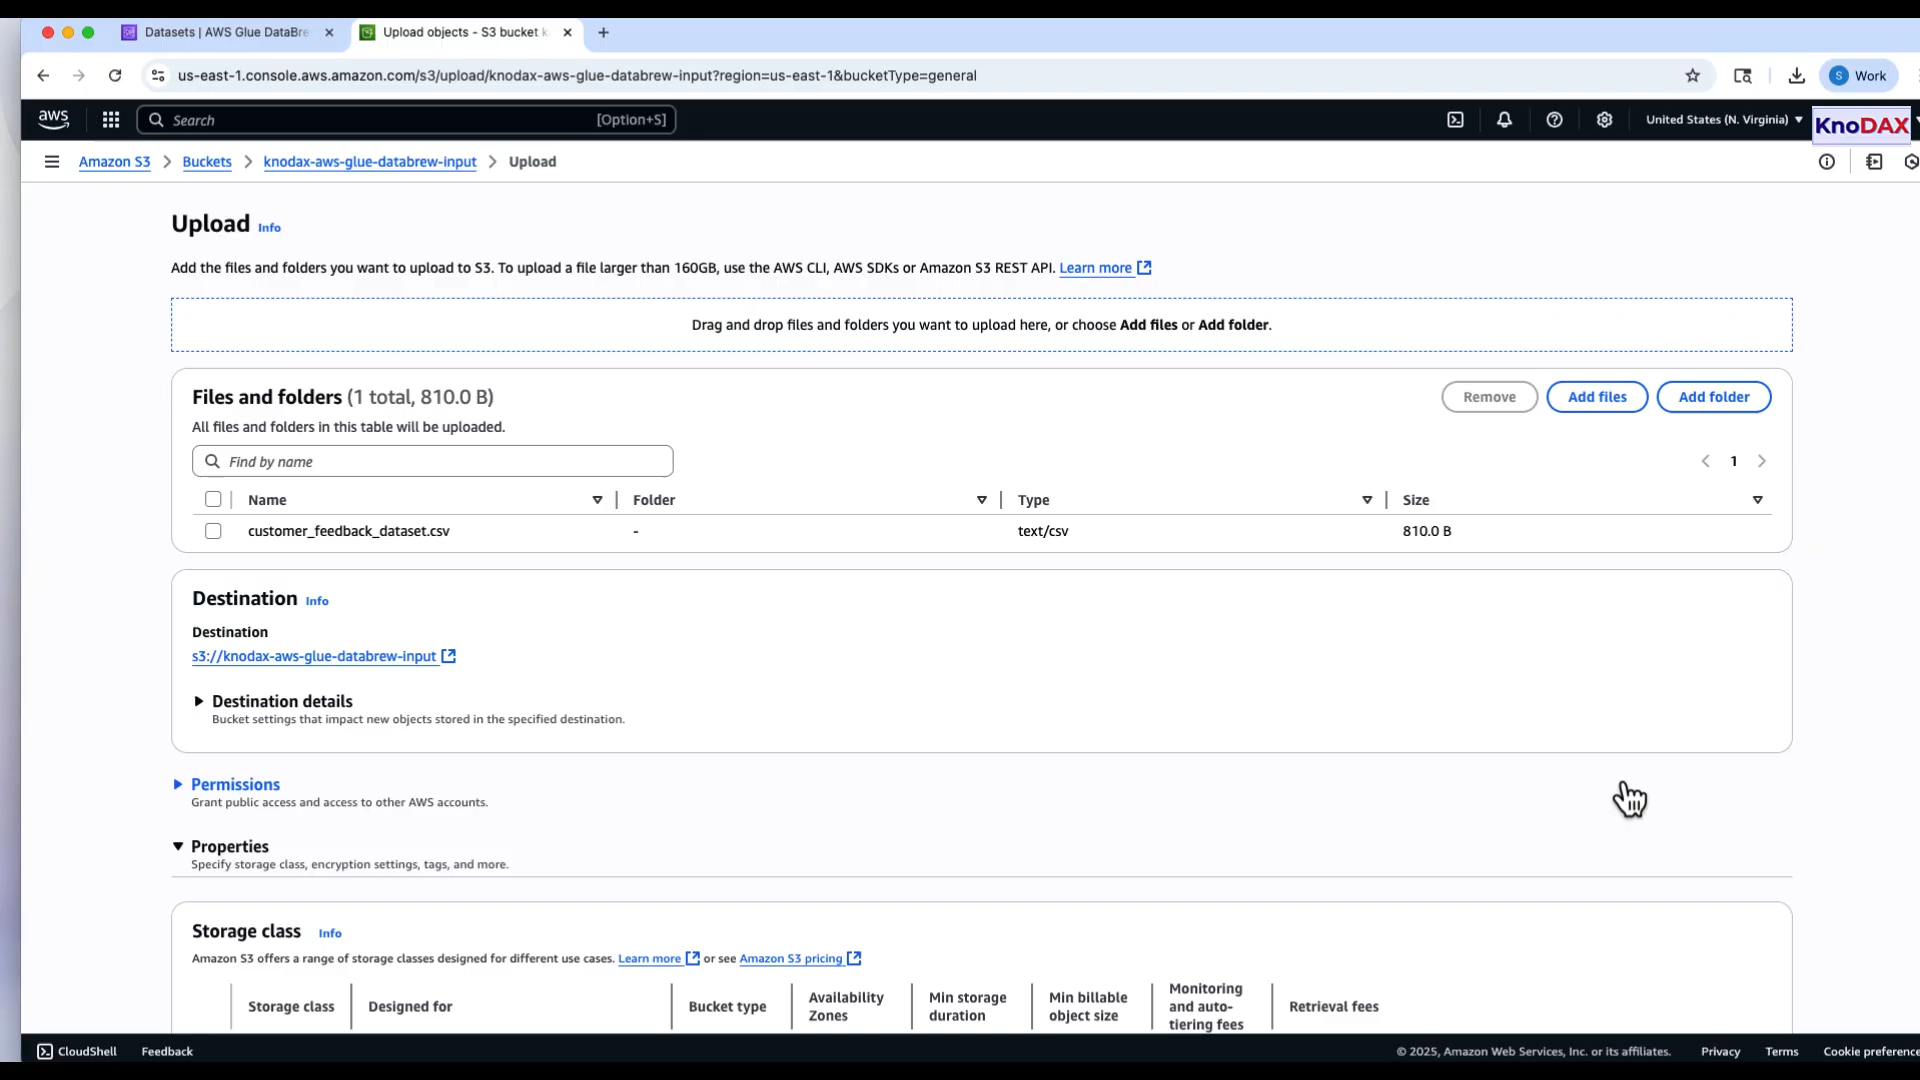 Datasets | AWS Glue DataBre
Upload objects - S3 bucket k
us-east-1.console.aws.amazon.com/s3/upload/knodax-aws-glue-databrew-input?region=us-east-1&bucketType=general
S Work
aws
Search [Option+S]
United States (N. Virginia)
KnoDAX
Amazon S3 > Buckets > knodax-aws-glue-databrew-input > Upload
Upload Info
Add the files and folders you want to upload to S3. To upload a file larger than 160GB, use the AWS CLI, AWS SDKs or Amazon S3 REST API. Learn more
Drag and drop files and folders you want to upload here, or choose Add files or Add folder.
Files and folders (1 total, 810.0 B)
Remove Add files Add folder
All files and folders in this table will be uploaded.
Find by name
1
Name Folder Type Size
customer_feedback_dataset.csv - text/csv 810.0 B
Destination Info
Destination
s3://knodax-aws-glue-databrew-input
Destination details
Bucket settings that impact new objects stored in the specified destination.
Permissions
Grant public access and access to other AWS accounts.
Properties
Specify storage class, encryption settings, tags, and more.
Storage class Info
Amazon S3 offers a range of storage classes designed for different use cases. Learn more or see Amazon S3 pricing
Storage class
Designed for
Bucket type
Availability
Zones
Min storage
duration
Min billable
object size
Monitoring
and auto-
tiering fees
Retrieval fees
CloudShell Feedback
© 2025, Amazon Web Services, Inc. or its affiliates. Privacy Terms Cookie preference